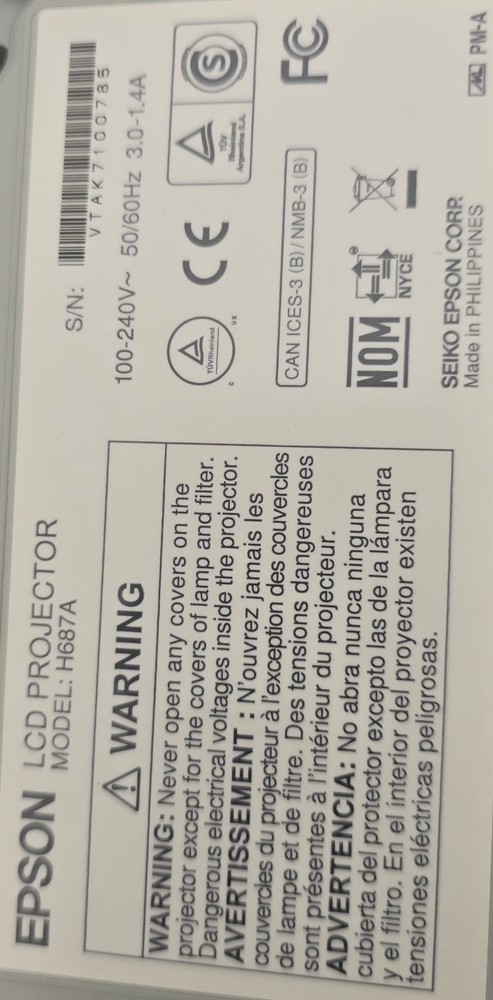 EPSON LCD PROJECTOR
MODEL: H687A
S/N:
VTAK7100785
100-240V~ 50/60Hz 3.0-1.4A
⚠ WARNING
WARNING: Never open any covers on the
projector except for the covers of lamp and filter.
Dangerous electrical voltages inside the projector.
AVERTISSEMENT : N'ouvrez jamais les
couvercles du projecteur à l'exception des couvercles
de lampe et de filtre. Des tensions dangereuses
sont présentes à l'intérieur du projecteur.
ADVERTENCIA: No abra nunca ninguna
cubierta del protector excepto las de la lámpara
y el filtro. En el interior del proyector existen
tensiones eléctricas peligrosas.
TÜVRheinland
C US
CE
TÜV
Rheinland
Argentina S.A.
S
CAN ICES-3 (B) / NMB-3 (B)
FC
NOM
NYCE
SEIKO EPSON CORP.
Made in PHILIPPINES
PM-A